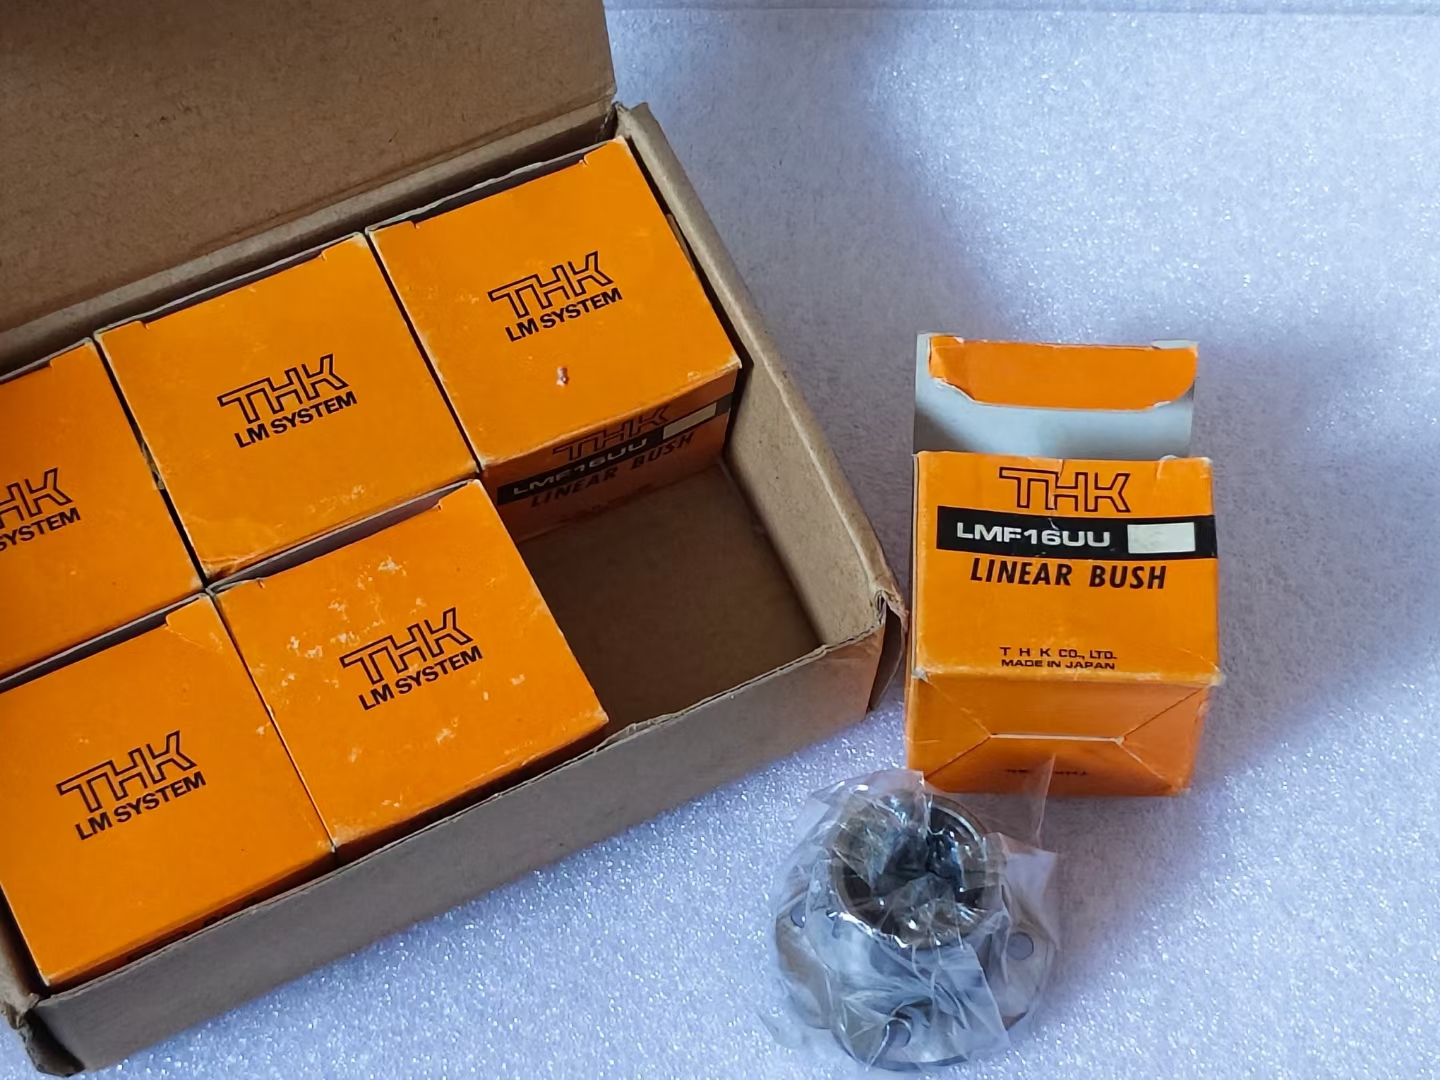 THK
LM SYSTEM
THK
LMF16UU
LINEAR BUSH
THK
LM SYSTEM
HK
SYSTEM
THK
LM SYSTEM
THK
LM SYSTEM
THK
LMF16UU
LINEAR BUSH
T H K CO., LTD.
MADE IN JAPAN